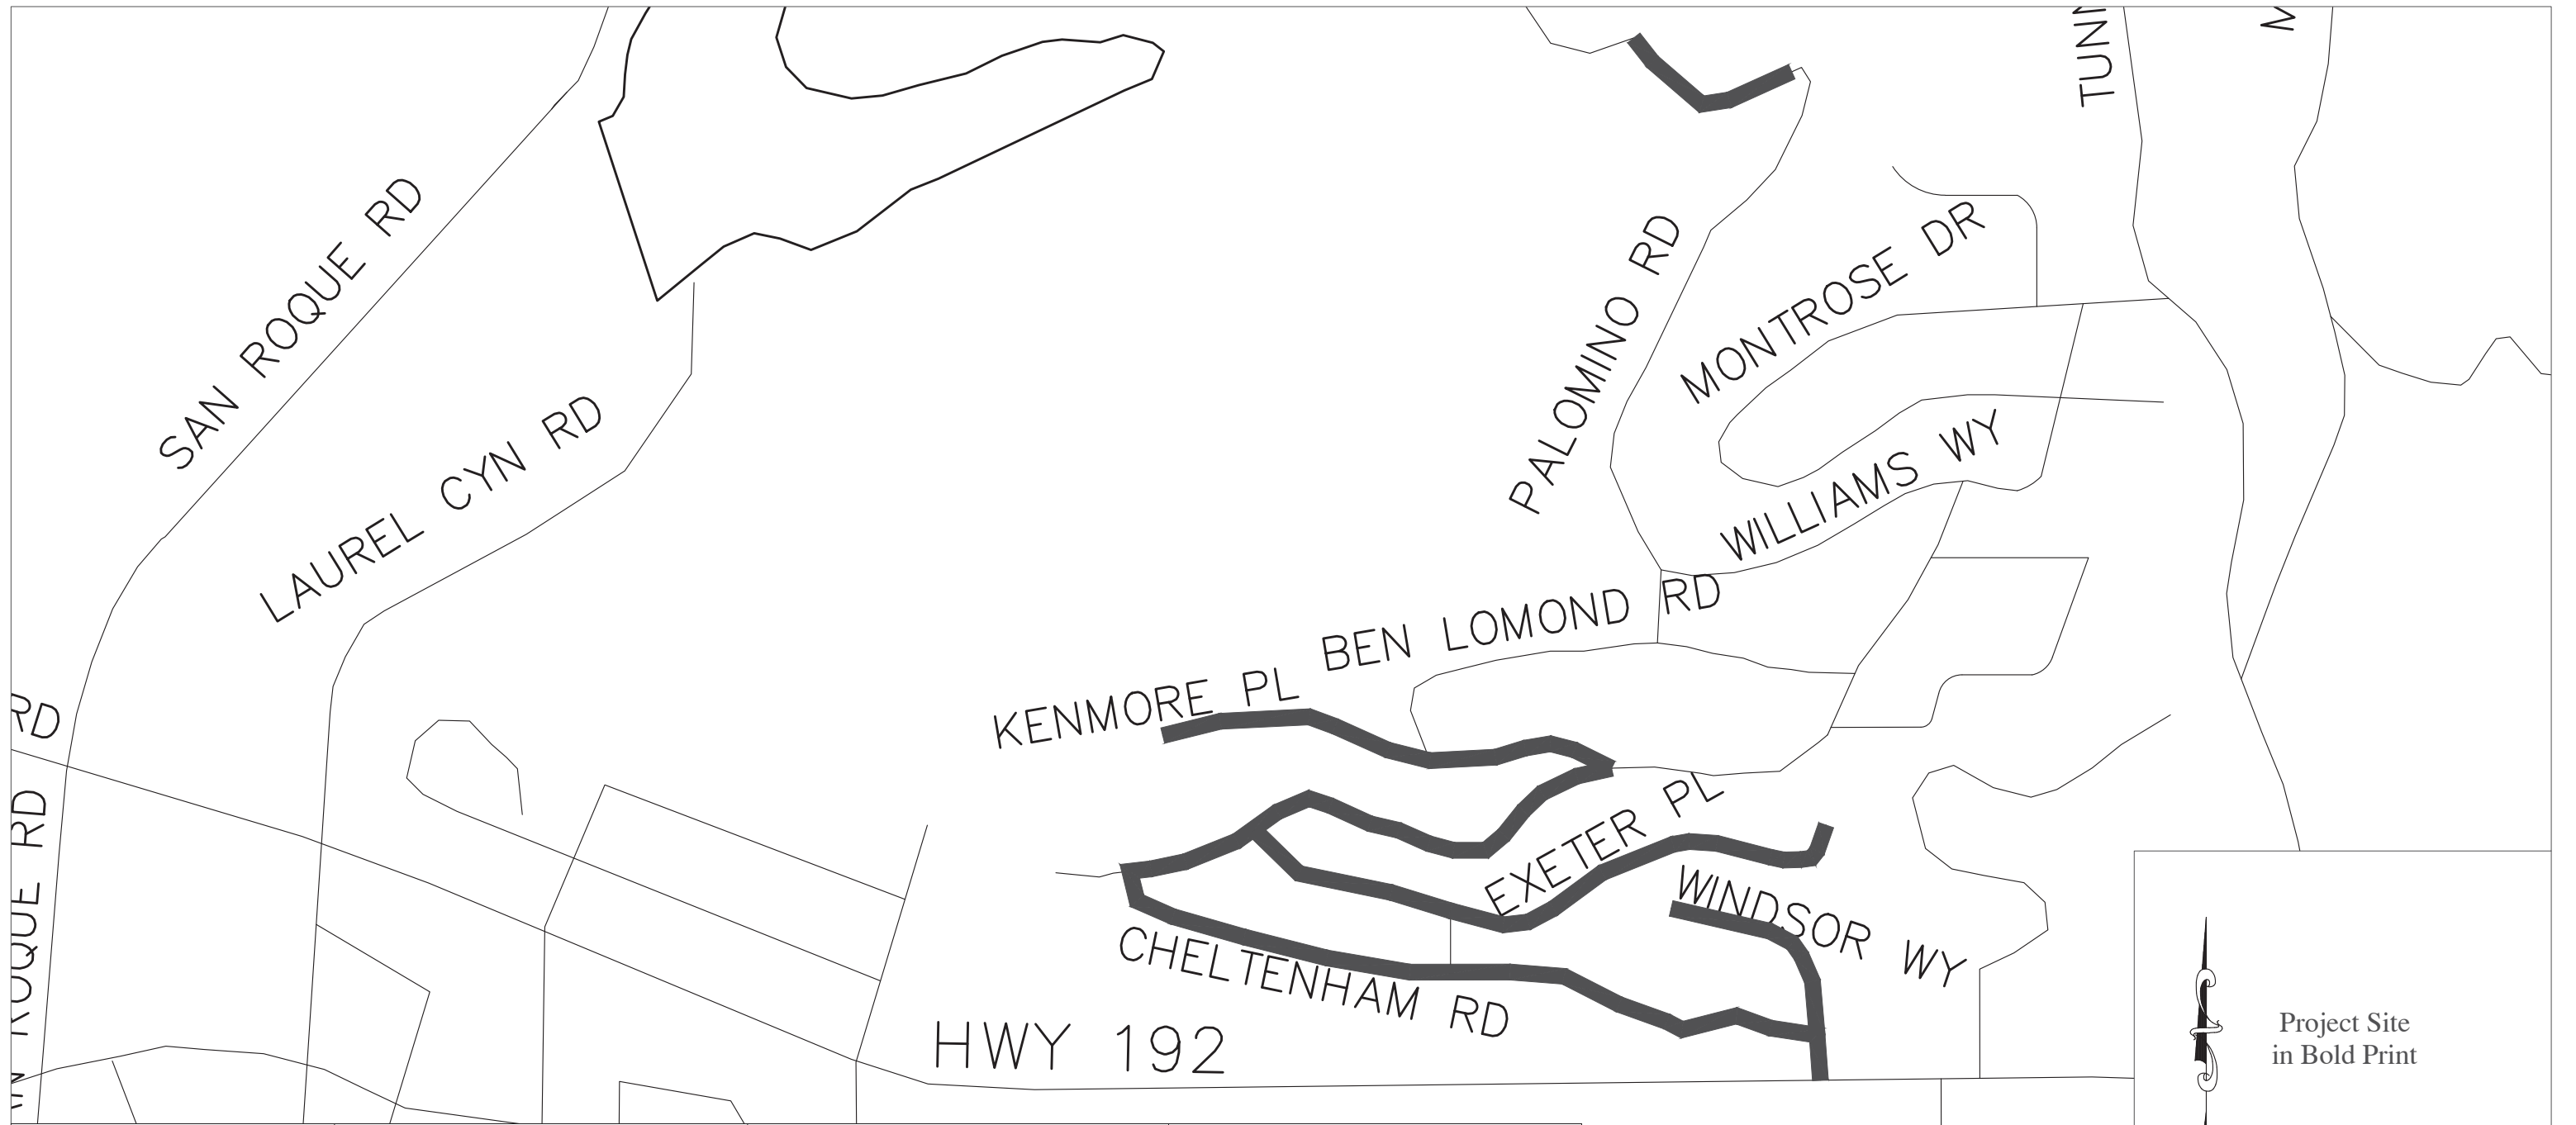 TUNN
SAN ROQUE RD
PALOMINO RD
MONTROSE DR
LAUREL CYN RD
WILLIAMS WY
BEN LOMOND RD
KENMORE PL
RD
ROQUE RD
EXETER PL
WINDSOR WY
CHELTENHAM RD
HWY 192
Project Site
in Bold Print